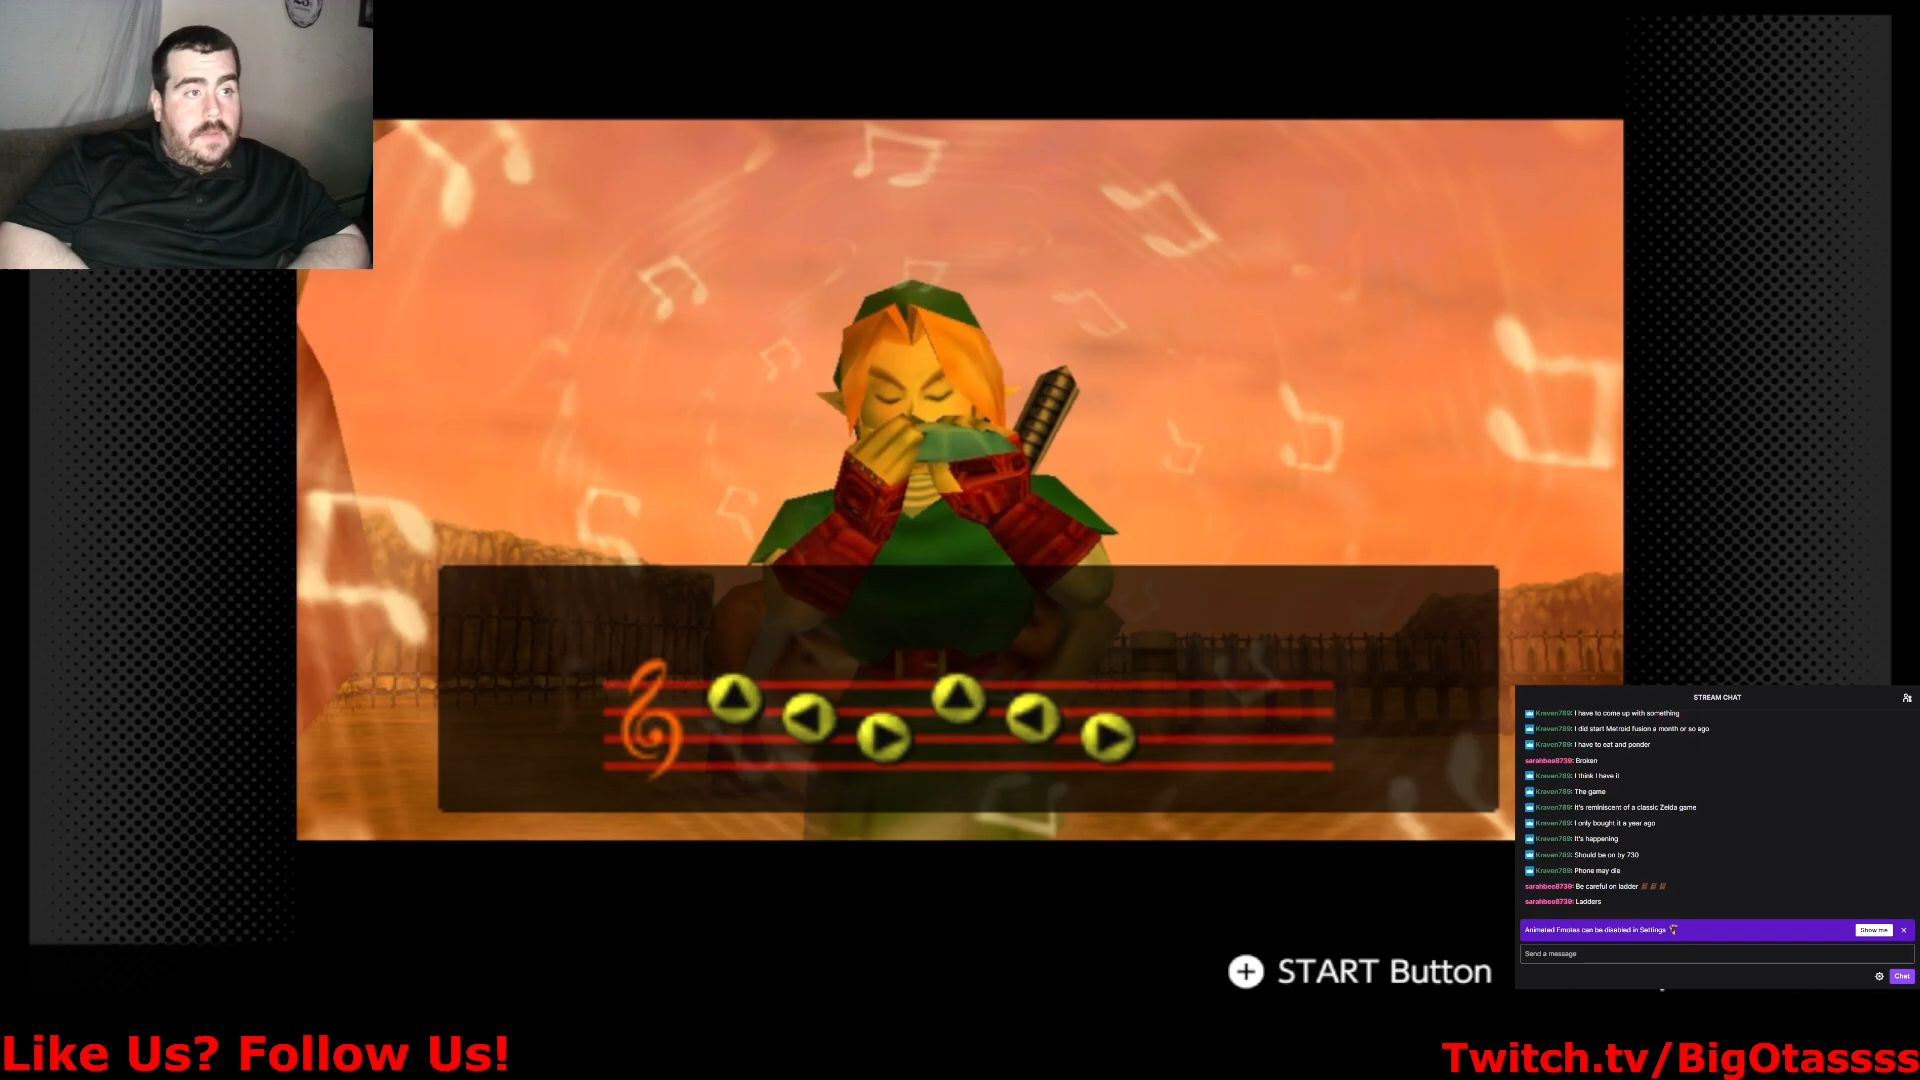 STREAM CHAT
Kraven789: I have to come up with something
Kraven789: I did start Metroid fusion a month or so ago
Kraven789: I have to eat and ponder
sarahbee8739: Broken
Kraven789: I think I have it
Kraven789: The game
Kraven789: It's reminiscent of a classic Zelda game
Kraven789: I only bought it a year ago
Kraven789: It's happening
Kraven789: Should be on by 730
Kraven789: Phone may die
sarahbee8739: Be careful on ladder
sarahbee8739: Ladders
Animated Emotes can be disabled in Settings
Show me
Send a message
Chat
START Button
Like Us? Follow Us!
Twitch.tv/BigOtassss